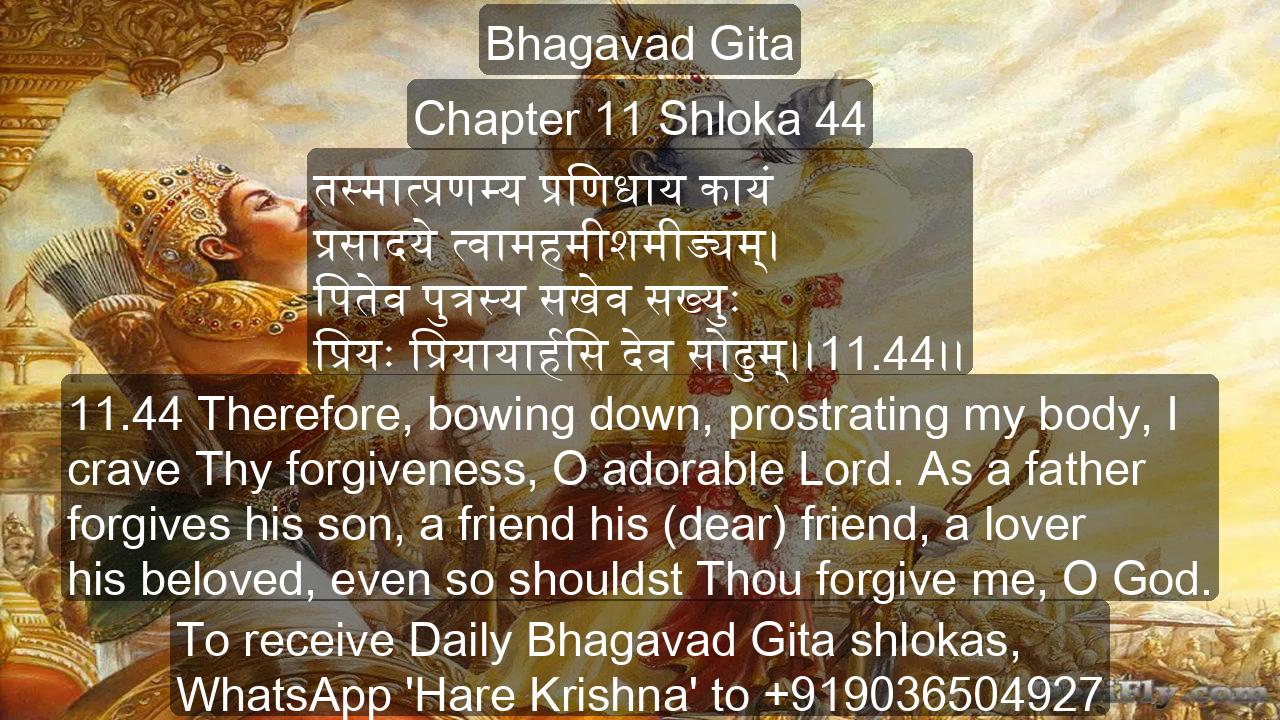 Bhagavad Gita
Chapter 11 Shloka 44
तस्मात्प्रणम्य प्रणिधाय कायं
प्रसादये त्वामहमीशमीड्यम्।
पितेव पुत्रस्य सखेव सख्युः
प्रियः प्रियायार्हसि देव सोढुम्।।11.44।।
11.44 Therefore, bowing down, prostrating my body, I
crave Thy forgiveness, O adorable Lord. As a father
forgives his son, a friend his (dear) friend, a lover
his beloved, even so shouldst Thou forgive me, O God.
To receive Daily Bhagavad Gita shlokas,
WhatsApp 'Hare Krishna' to +919036504927